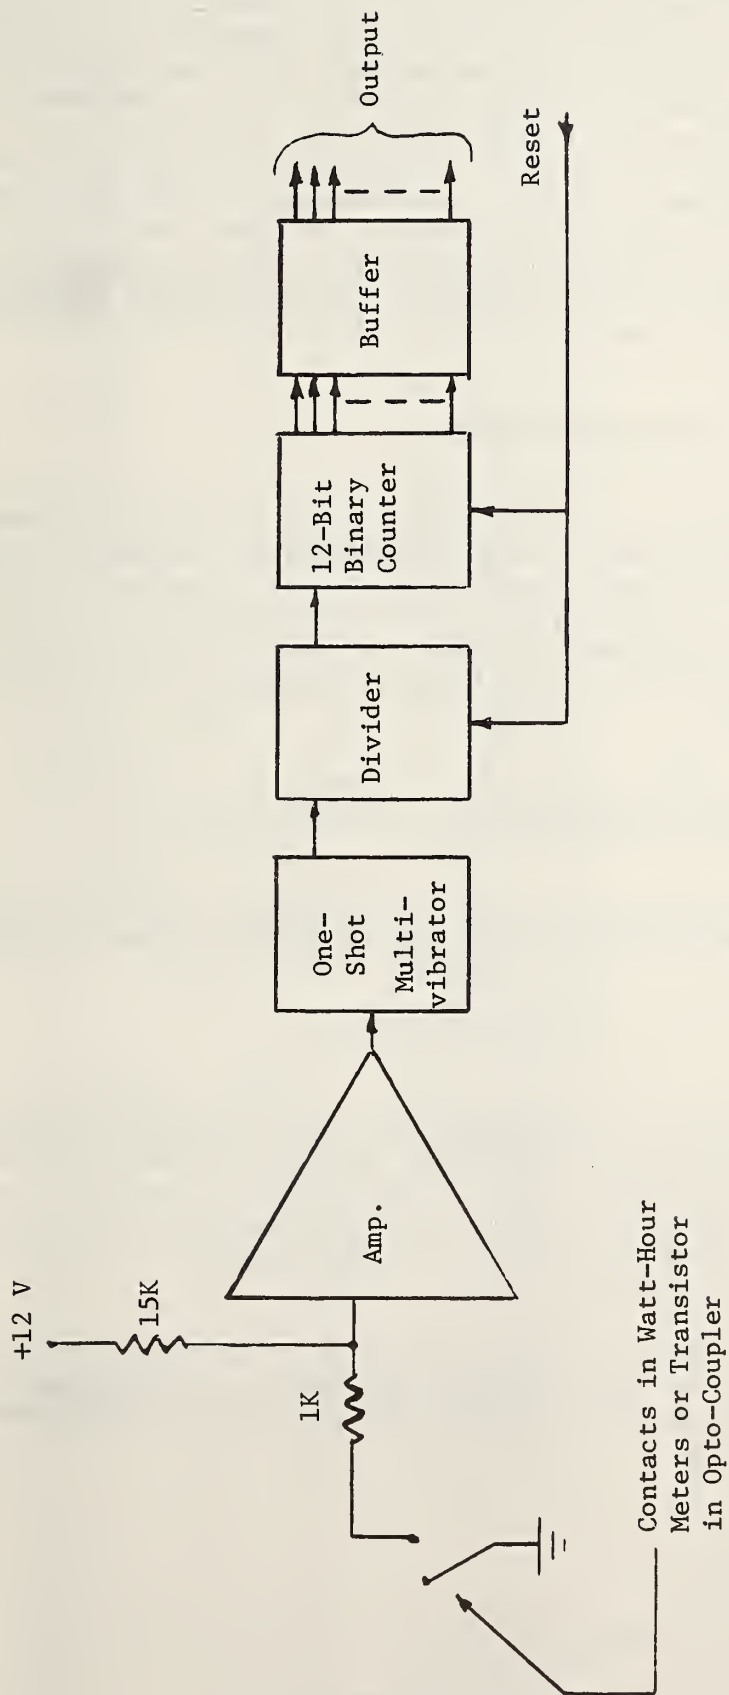 +12 V
15K
1K
Contacts in Watt-Hour
Meters or Transistor
in Opto-Coupler
Amp.
One-
Shot
Multi-
vibrator
Divider
12-Bit
Binary
Counter
Buffer
Output
Reset